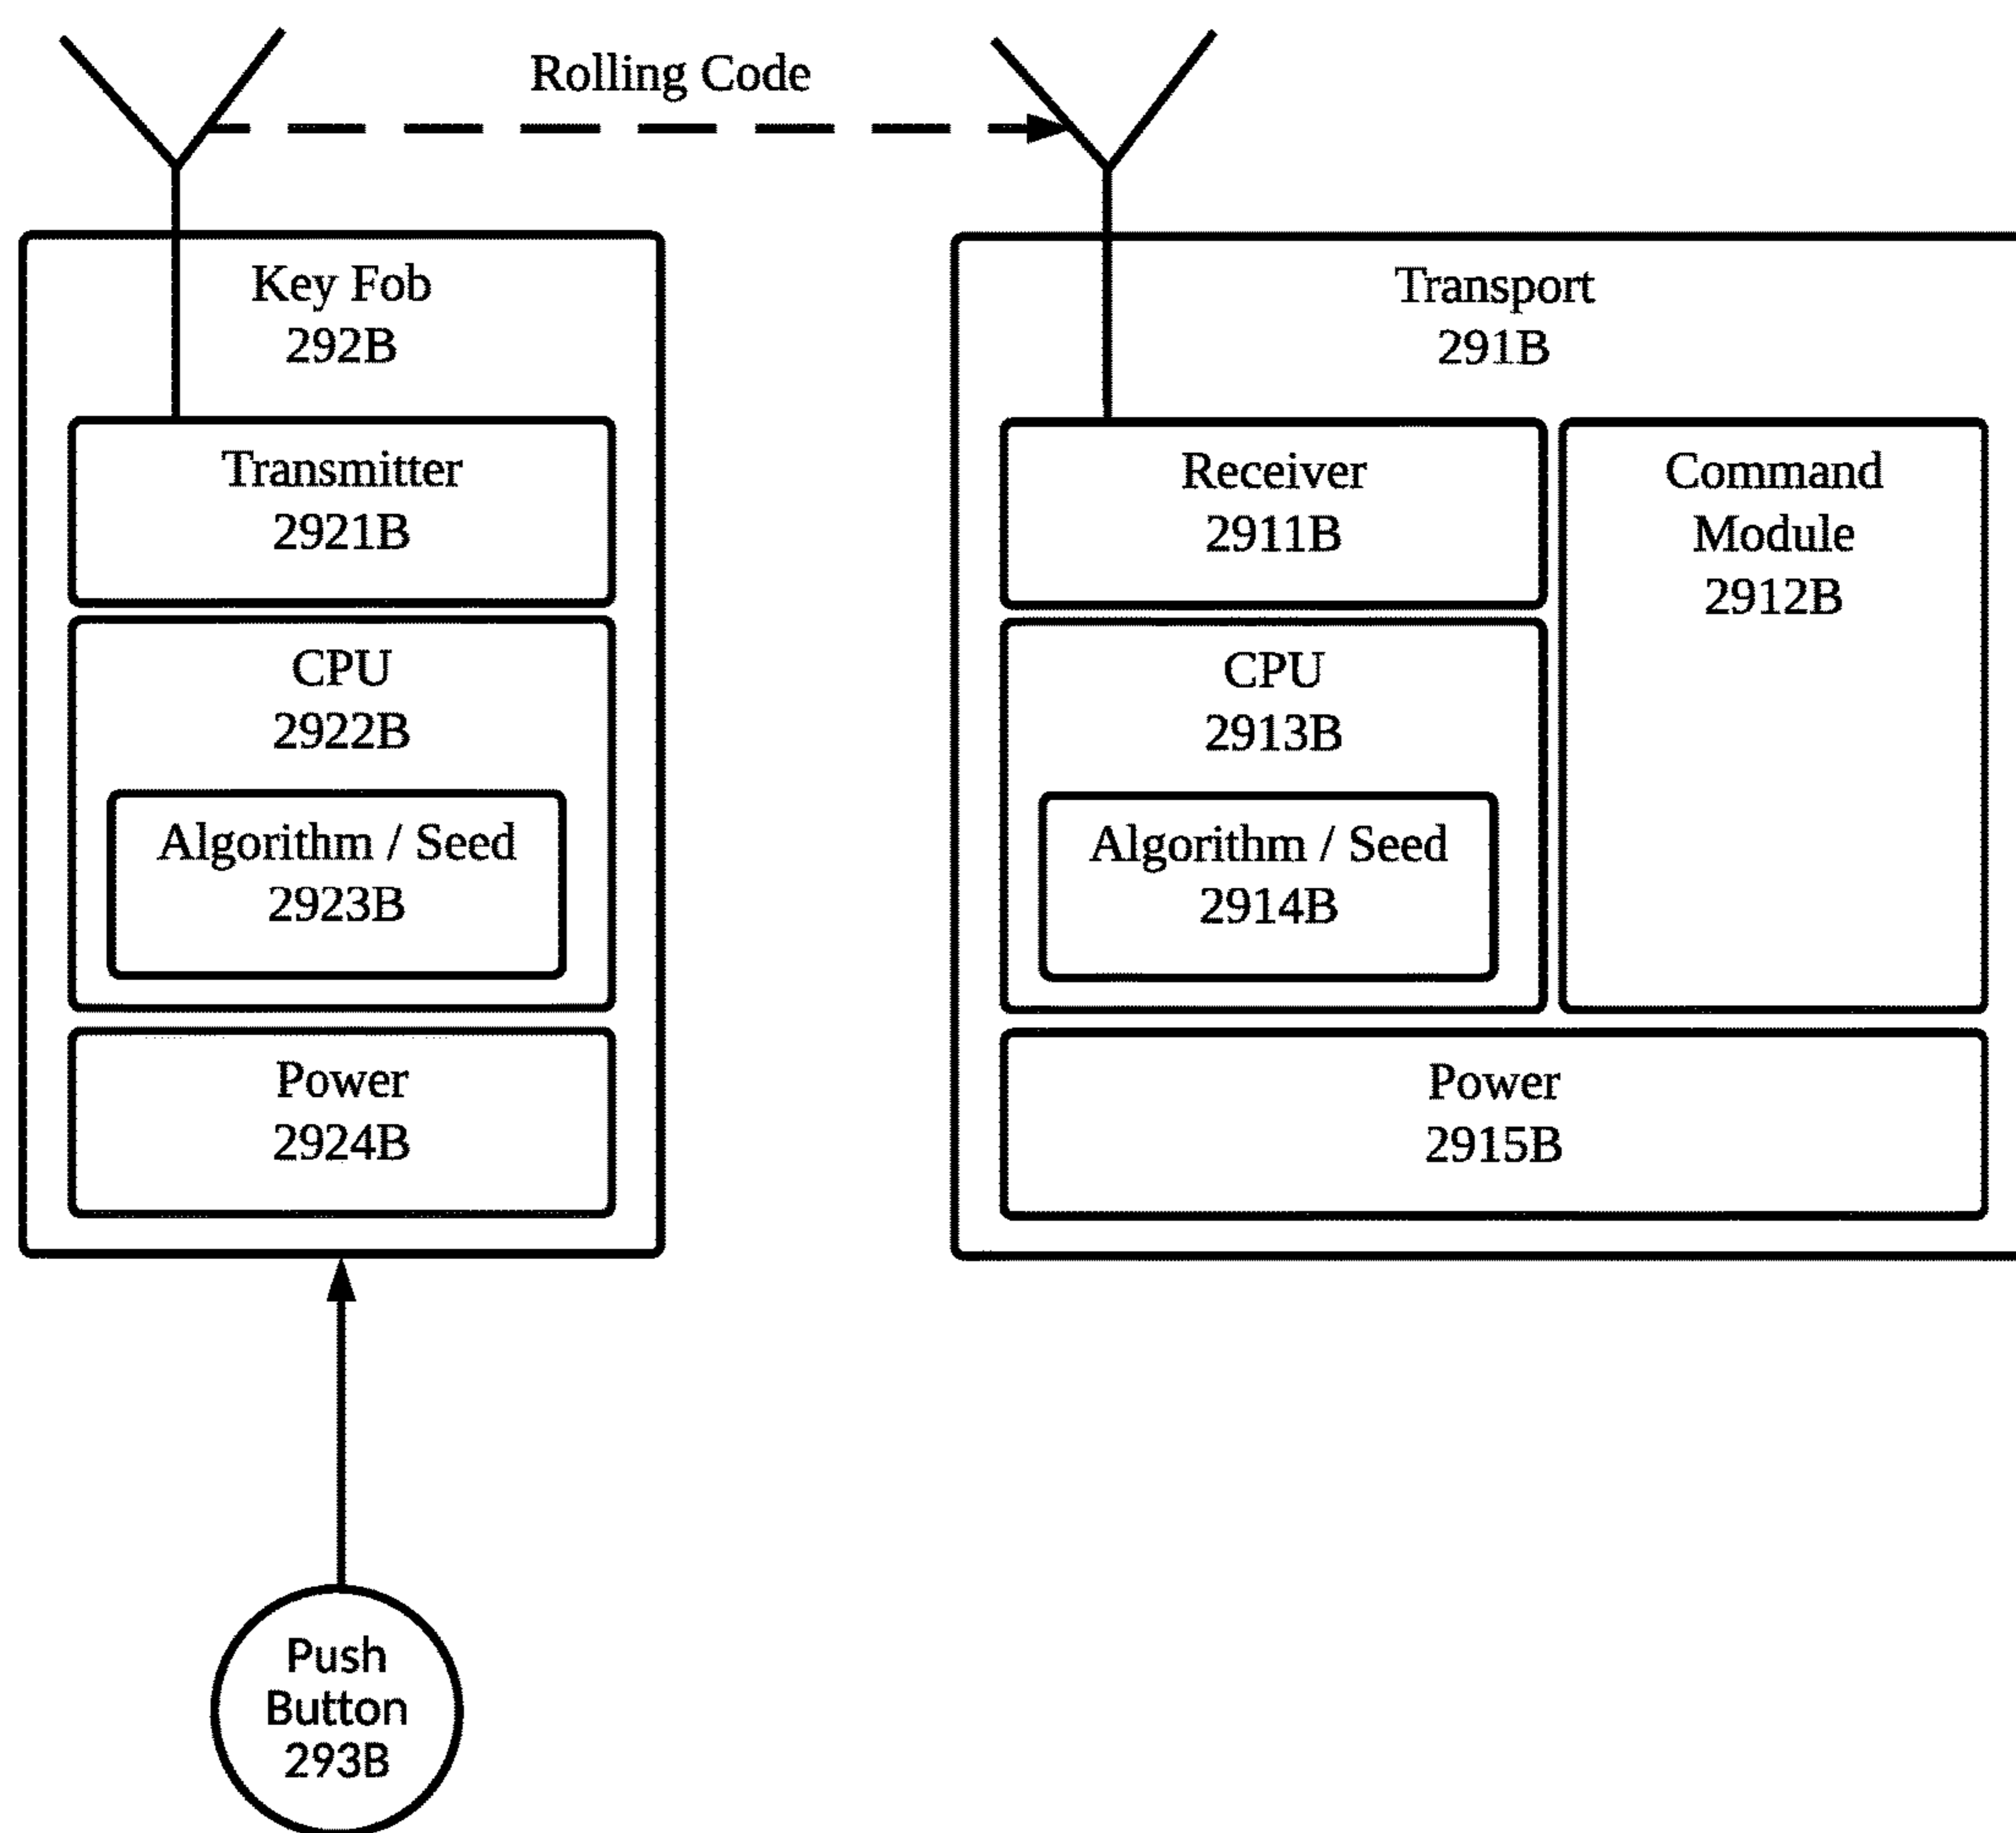 Rolling Code
Key Fob
292B
Transmitter
2921B
CPU
2922B
Algorithm / Seed
2923B
Power
2924B
Push
Button
293B
Transport
291B
Receiver
2911B
Command
Module
2912B
CPU
2913B
Algorithm / Seed
2914B
Power
2915B